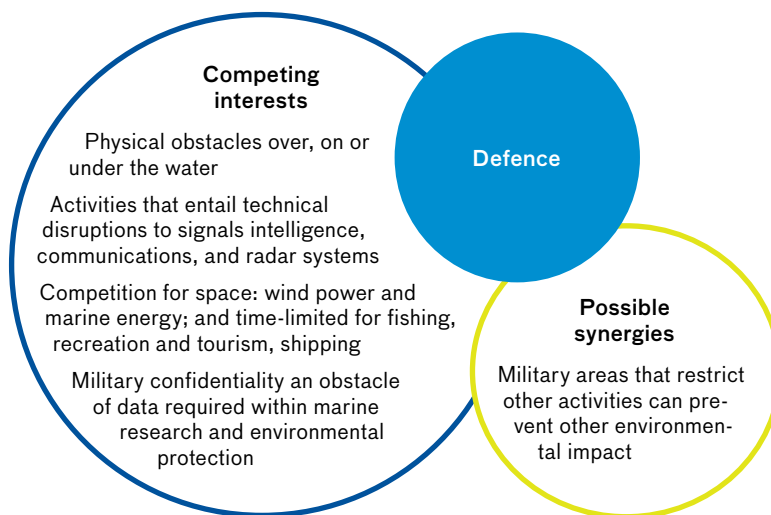 Competing
interests
Physical obstacles over, on or
under the water
Activities that entail technical
disruptions to signals intelligence,
communications, and radar systems
Competition for space: wind power and
marine energy; and time-limited for fishing,
recreation and tourism, shipping
Military confidentiality an obstacle
of data required within marine
research and environmental
protection
Defence
Possible
synergies
Military areas that restrict
other activities can pre-
vent other environmen-
tal impact